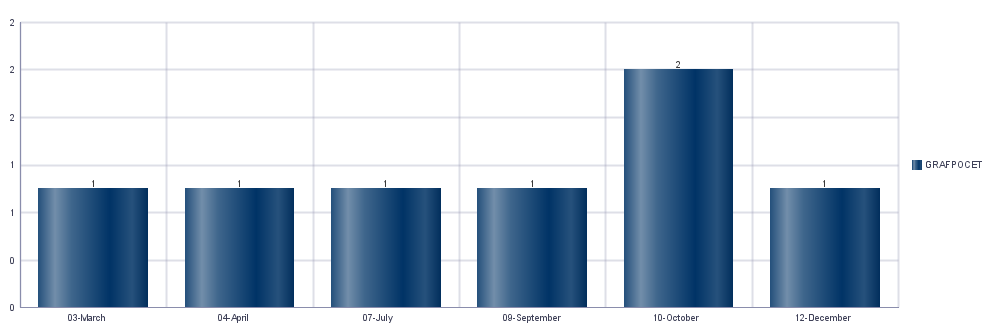 2
2
2
1
1
0
0
1
1
1
1
2
1
03-March
04-April
07-July
09-September
10-October
12-December
GRAFPOCET